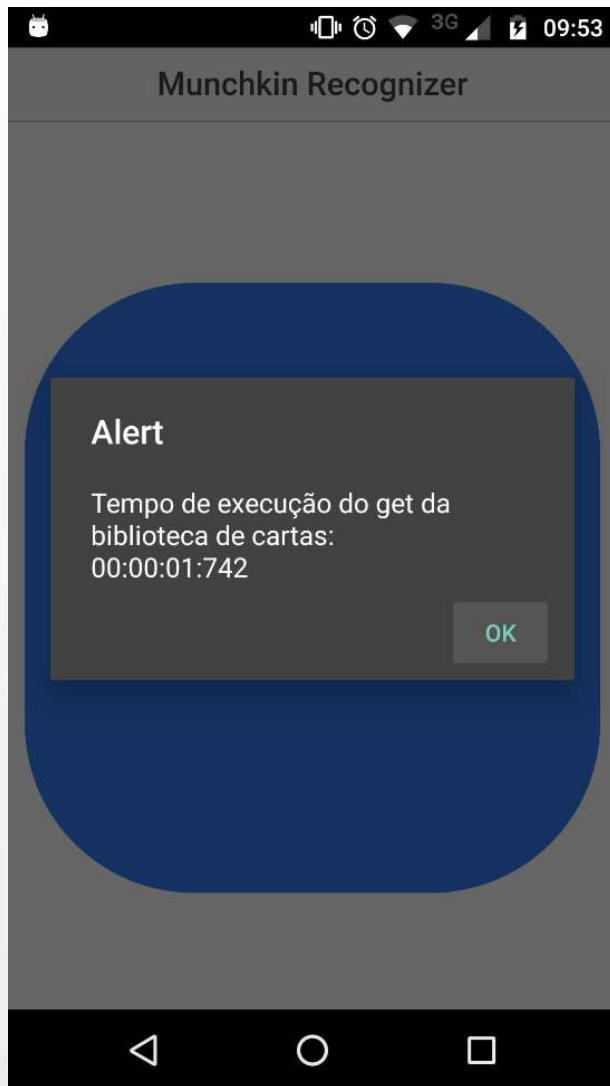 3G 09:53
Munchkin Recognizer
Alert
Tempo de execução do get da
biblioteca de cartas:
00:00:01:742
OK